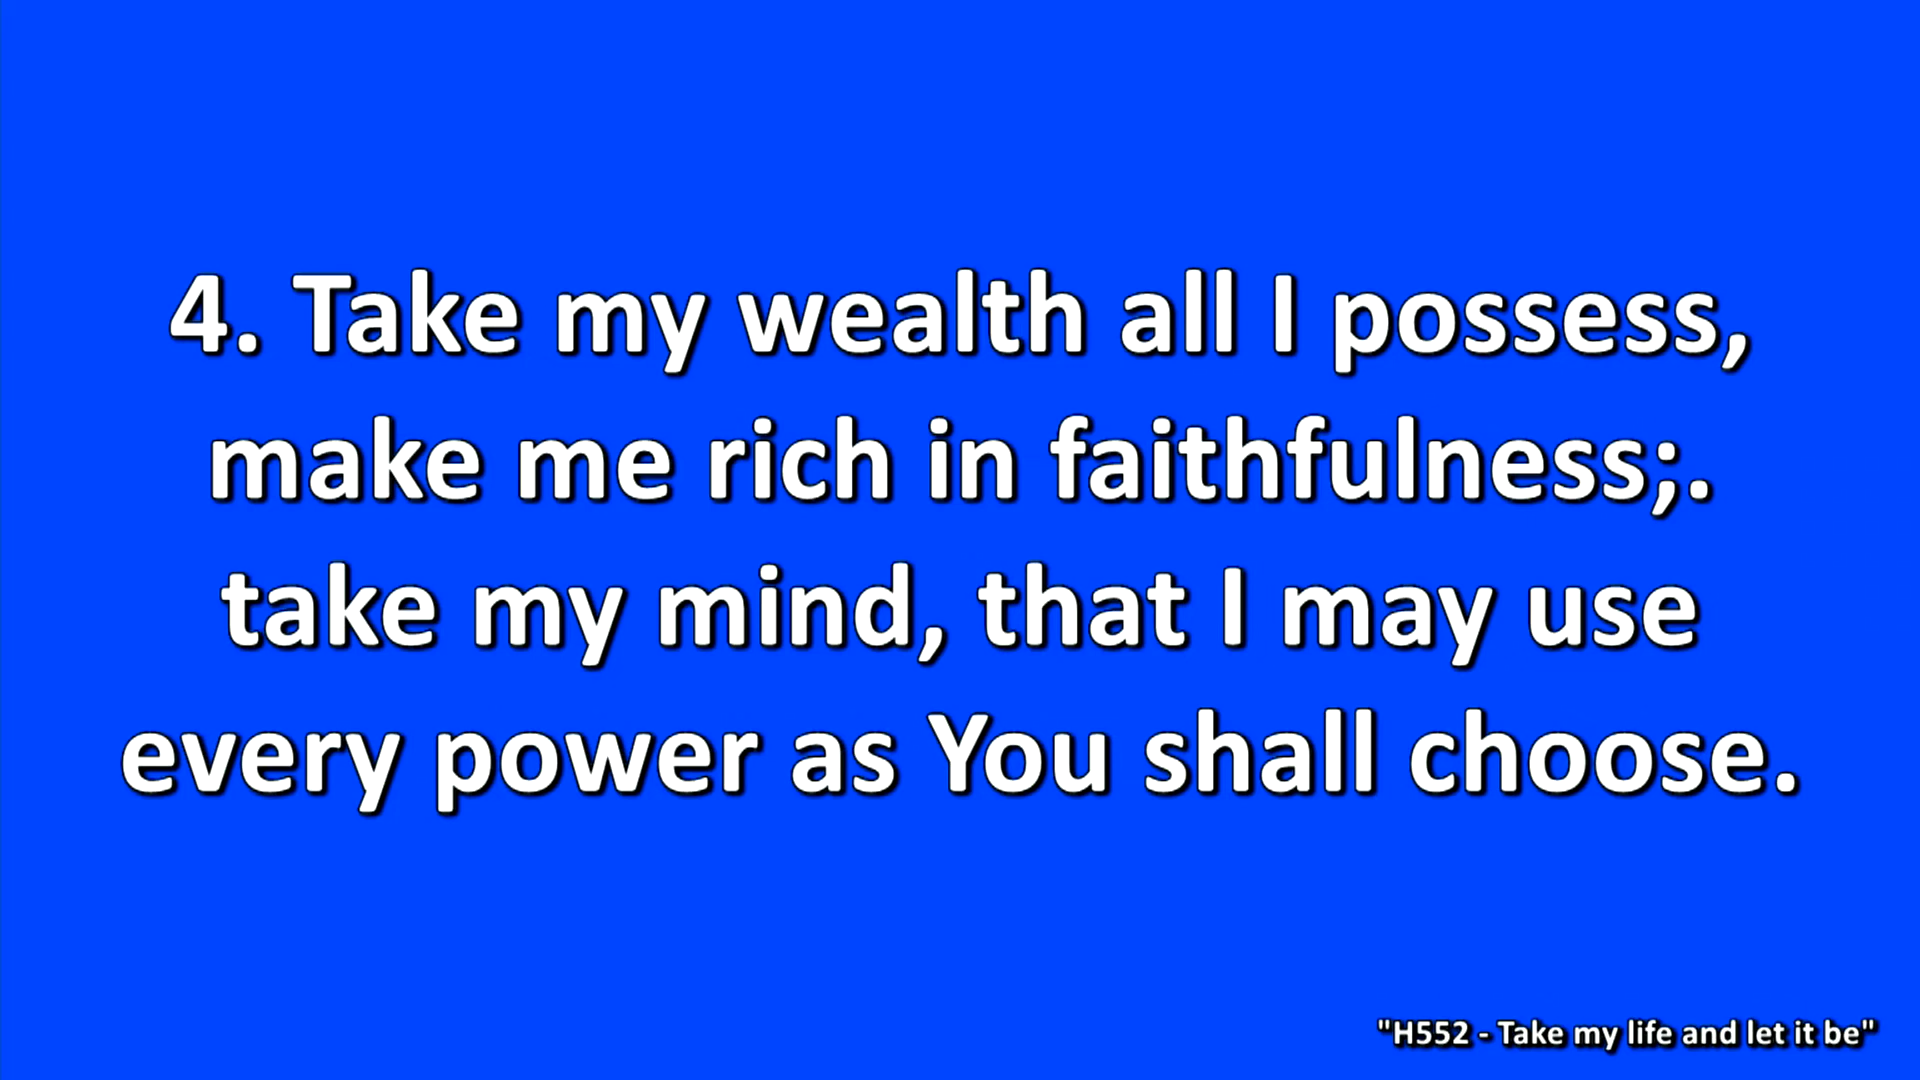 4. Take my wealth all I possess,
make me rich in faithfulness;.
take my mind, that I may use
every power as You shall choose.
"H552 - Take my life and let it be"